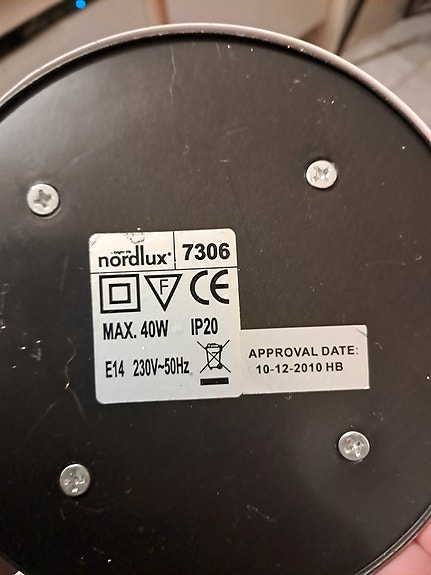 nordlux® 7306
F CE
MAX. 40W IP20
E14 230V~50Hz
APPROVAL DATE:
10-12-2010 HB